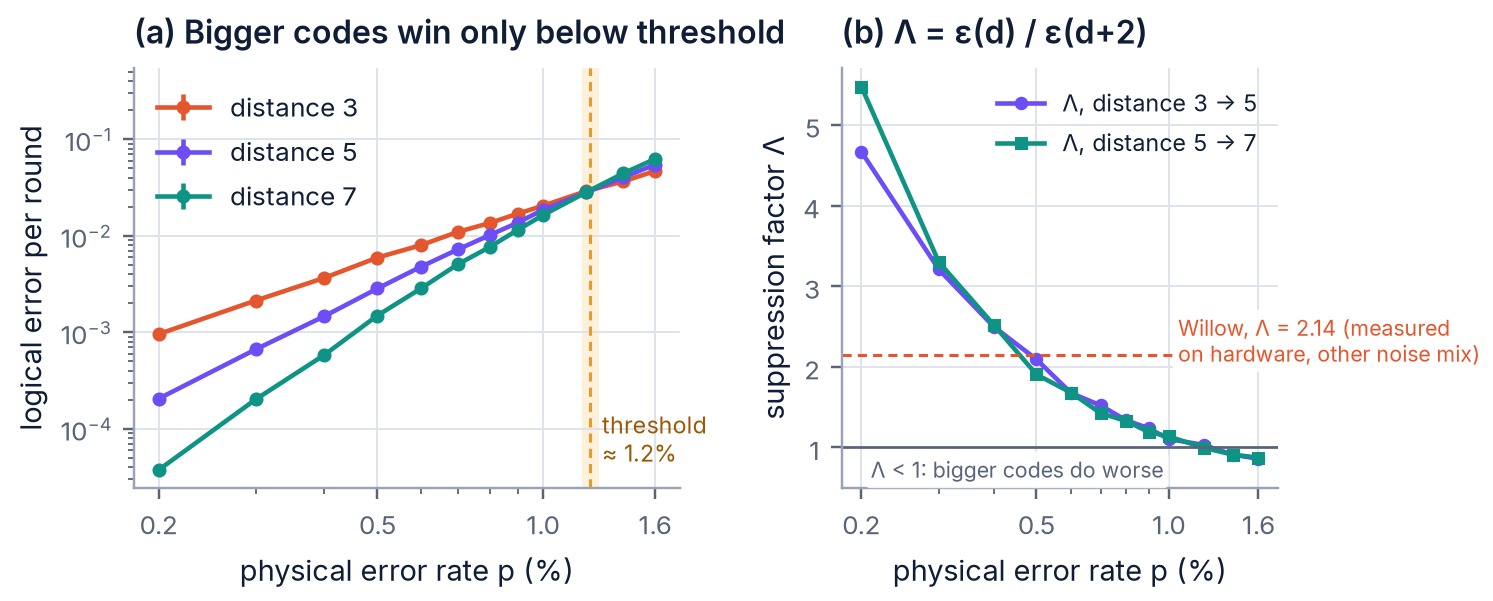 (a) Bigger codes win only below threshold
distance 3
distance 5
distance 7
threshold
≈ 1.2%
10⁻¹
10⁻²
10⁻³
10⁻⁴
logical error per round
0.2
0.5
1.0
1.6
physical error rate p (%)
(b) Λ = ε(d) / ε(d+2)
Λ, distance 3 → 5
Λ, distance 5 → 7
Willow, Λ = 2.14 (measured
on hardware, other noise mix)
Λ < 1: bigger codes do worse
5
4
3
2
1
suppression factor Λ
0.2
0.5
1.0
1.6
physical error rate p (%)